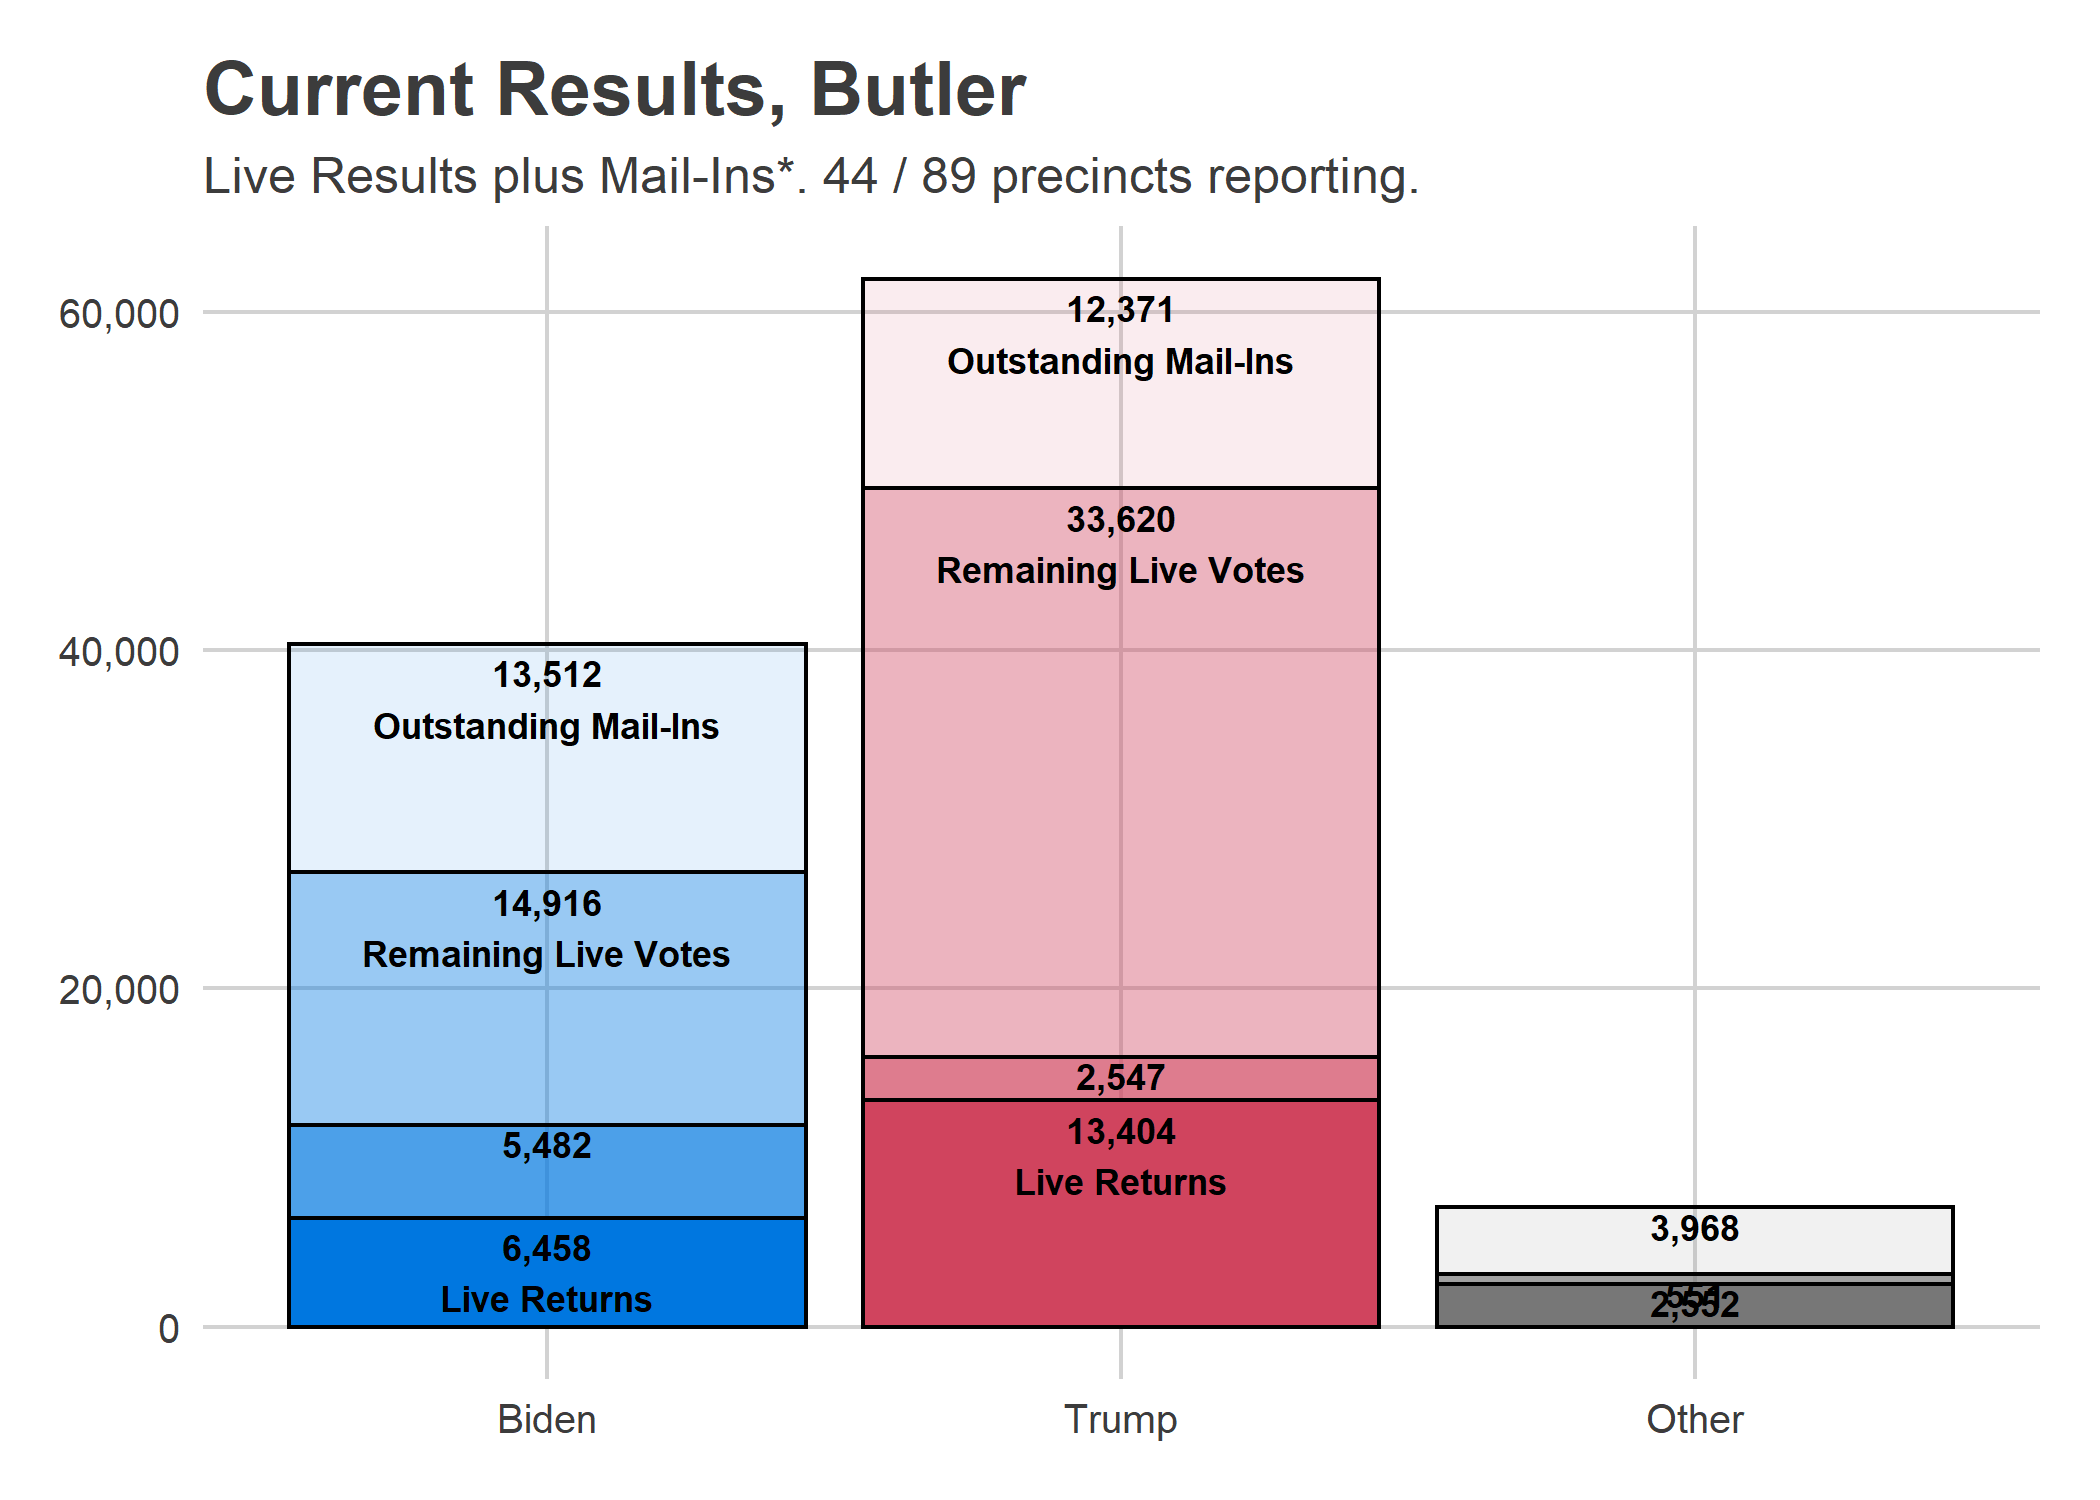 Current Results, Butler
Live Results plus Mail-Ins*. 44 / 89 precincts reporting.
60,000
40,000
20,000
0
13,512
Outstanding Mail-Ins
14,916
Remaining Live Votes
5,482
6,458
Live Returns
12,371
Outstanding Mail-Ins
33,620
Remaining Live Votes
2,547
13,404
Live Returns
3,968
2,552
Biden
Trump
Other